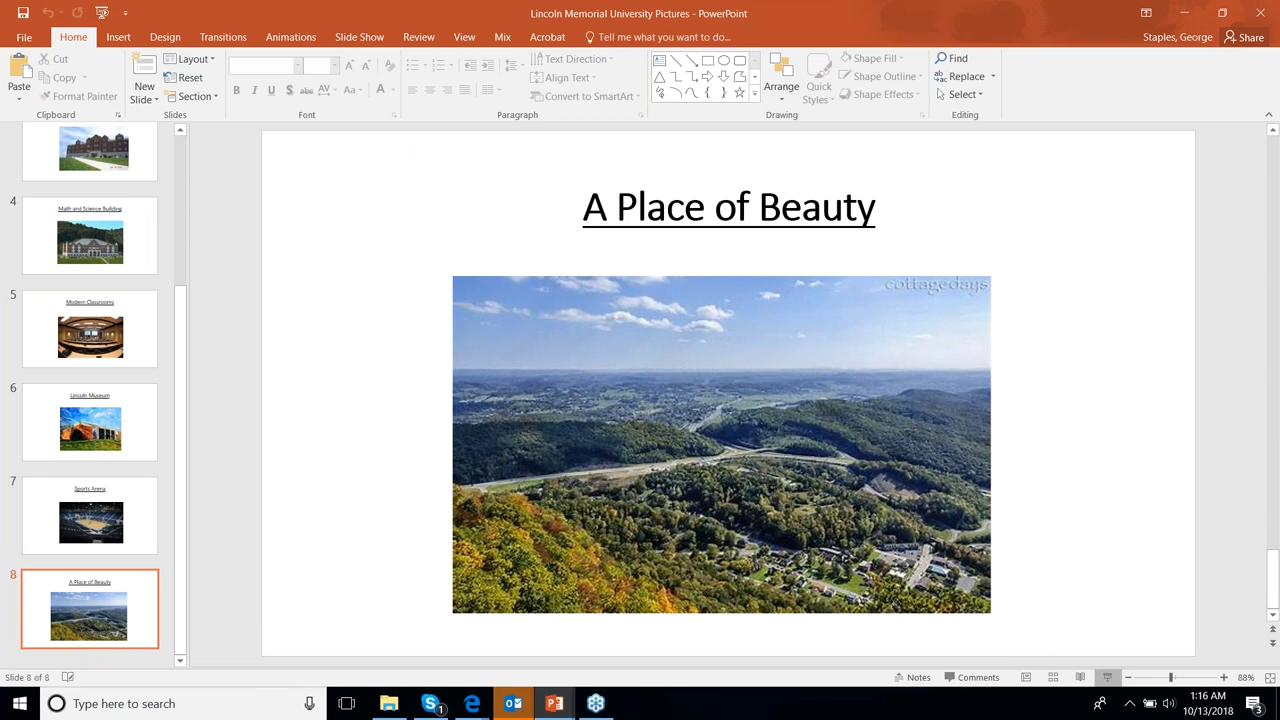 Lincoln Memorial University Pictures - PowerPoint
File Home Insert Design Transitions Animations Slide Show Review View Mix Acrobat Tell me what you want to do... Staples, George Share
Paste
Cut
Copy
Format Painter
Clipboard
New Slide
Layout
Reset
Section
Slides
B I U S abc AV Aa A
Font
Text Direction
Align Text
Convert to SmartArt
Paragraph
Arrange
Quick Styles
Shape Fill
Shape Outline
Shape Effects
Drawing
Find
Replace
Select
Editing
4
Math and Science Building
5
Modern Classrooms
6
Lincoln Museum
7
Sports Arena
8
A Place of Beauty
A Place of Beauty
cottagedays
Slide 8 of 8
Notes
Comments
88%
Type here to search
1
1:16 AM
10/13/2018
3